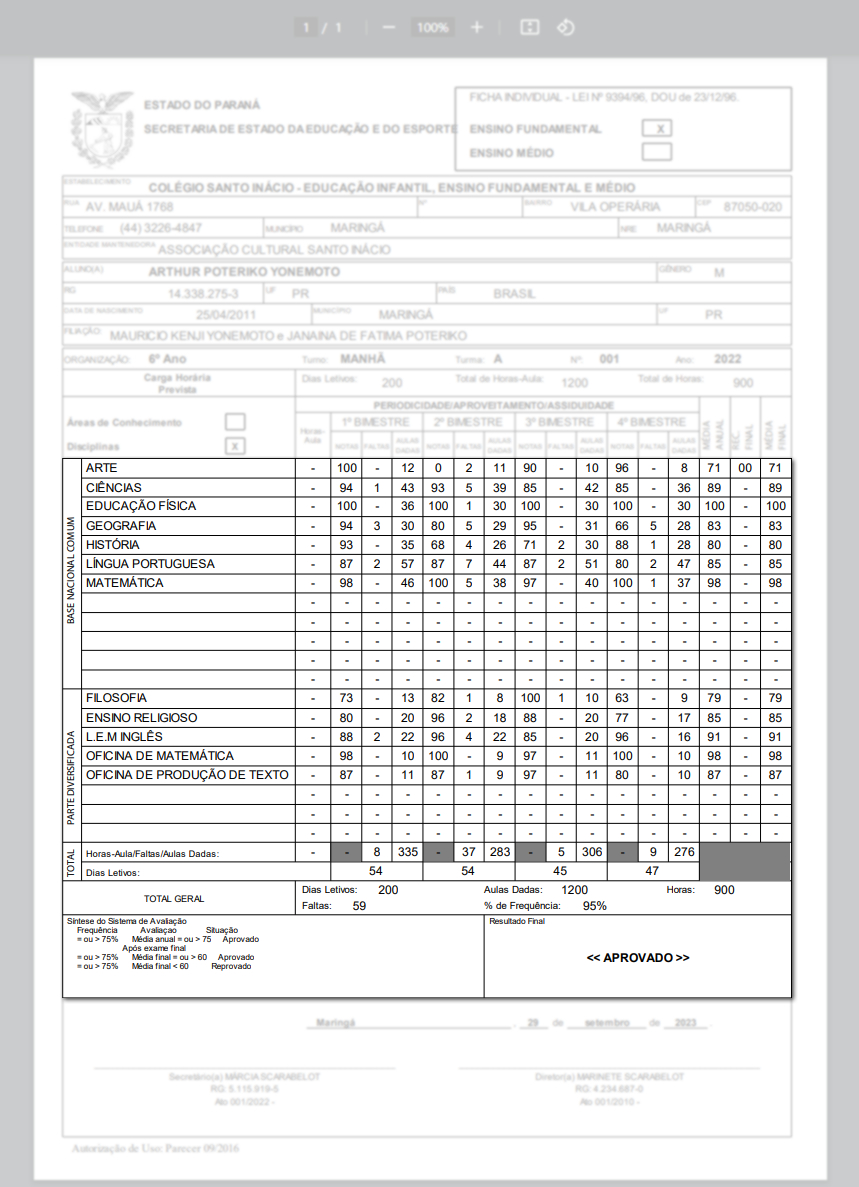 1 / 1 100%
ESTADO DO PARANÁ
SECRETARIA DE ESTADO DA EDUCAÇÃO E DO ESPORTE
FICHA INDIVIDUAL - LEI Nº 9394/96, DOU de 23/12/96.
ENSINO FUNDAMENTAL X
ENSINO MÉDIO
ESTABELECIMENTO COLÉGIO SANTO INÁCIO - EDUCAÇÃO INFANTIL, ENSINO FUNDAMENTAL E MÉDIO
RUA AV. MAUÁ 1768 Nº BAIRRO VILA OPERÁRIA CEP 87050-020
TELEFONE (44) 3226-4847 MUNICÍPIO MARINGÁ NRE MARINGÁ
ENTIDADE MANTENEDORA ASSOCIAÇÃO CULTURAL SANTO INÁCIO
ALUNO(A) ARTHUR POTERIKO YONEMOTO GÊNERO M
RG 14.338.275-3 UF PR PAÍS BRASIL
DATA DE NASCIMENTO 25/04/2011 MUNICÍPIO MARINGÁ UF PR
FILIAÇÃO: MAURICIO KENJI YONEMOTO e JANAINA DE FATIMA POTERIKO
ORGANIZAÇÃO: 6º Ano Turno: MANHÃ Turma: A Nº: 001 Ano: 2022
Carga Horária Dias Letivos: 200 Total de Horas-Aula: 1200 Total de Horas: 900
Prevista
PERIODICIDADE/APROVEITAMENTO/ASSIDUIDADE
Áreas de Conhecimento 1º BIMESTRE 2º BIMESTRE 3º BIMESTRE 4º BIMESTRE MÉDIA ANUAL REC. FINAL MÉDIA FINAL
Disciplinas X Horas-Aula NOTAS FALTAS AULAS DADAS NOTAS FALTAS AULAS DADAS NOTAS FALTAS AULAS DADAS NOTAS FALTAS AULAS DADAS
BASE NACIONAL COMUM
ARTE - 100 - 12 0 2 11 90 - 10 96 - 8 71 00 71
CIÊNCIAS - 94 1 43 93 5 39 85 - 42 85 - 36 89 - 89
EDUCAÇÃO FÍSICA - 100 - 36 100 1 30 100 - 30 100 - 30 100 - 100
GEOGRAFIA - 94 3 30 80 5 29 95 - 31 66 5 28 83 - 83
HISTÓRIA - 93 - 35 68 4 26 71 2 30 88 1 28 80 - 80
LÍNGUA PORTUGUESA - 87 2 57 87 7 44 87 2 51 80 2 47 85 - 85
MATEMÁTICA - 98 - 46 100 5 38 97 - 40 100 1 37 98 - 98
- - - - - - - - - - - - - - - -
- - - - - - - - - - - - - - - -
- - - - - - - - - - - - - - - -
- - - - - - - - - - - - - - - -
- - - - - - - - - - - - - - - -
PARTE DIVERSIFICADA
FILOSOFIA - 73 - 13 82 1 8 100 1 10 63 - 9 79 - 79
ENSINO RELIGIOSO - 80 - 20 96 2 18 88 - 20 77 - 17 85 - 85
L.E.M INGLÊS - 88 2 22 96 4 22 85 - 20 96 - 16 91 - 91
OFICINA DE MATEMÁTICA - 98 - 10 100 - 9 97 - 11 100 - 10 98 - 98
OFICINA DE PRODUÇÃO DE TEXTO - 87 - 11 87 1 9 97 - 11 80 - 10 87 - 87
- - - - - - - - - - - - - - - -
- - - - - - - - - - - - - - - -
- - - - - - - - - - - - - - - -
TOTAL
Horas-Aula/Faltas/Aulas Dadas: - - 8 335 - 37 283 - 5 306 - 9 276
Dias Letivos: 54 54 45 47
TOTAL GERAL
Dias Letivos: 200 Aulas Dadas: 1200 Horas: 900
Faltas: 59 % de Frequência: 95%
Síntese do Sistema de Avaliação
Frequência Avaliaçao Situação
= ou > 75% Média anual = ou > 75 Aprovado
Após exame final
= ou > 75% Média final = ou > 60 Aprovado
= ou > 75% Média final < 60 Reprovado
Resultado Final
<< APROVADO >>
Maringá , 29 de setembro de 2023 .
Secretário(a) MÁRCIA SCARABELOT
RG: 5.115.919-5
Ato 001/2022 -
Diretor(a) MARINETE SCARABELOT
RG: 4.234.687-0
Ato 001/2010 -
Autorização de Uso: Parecer 09/2016